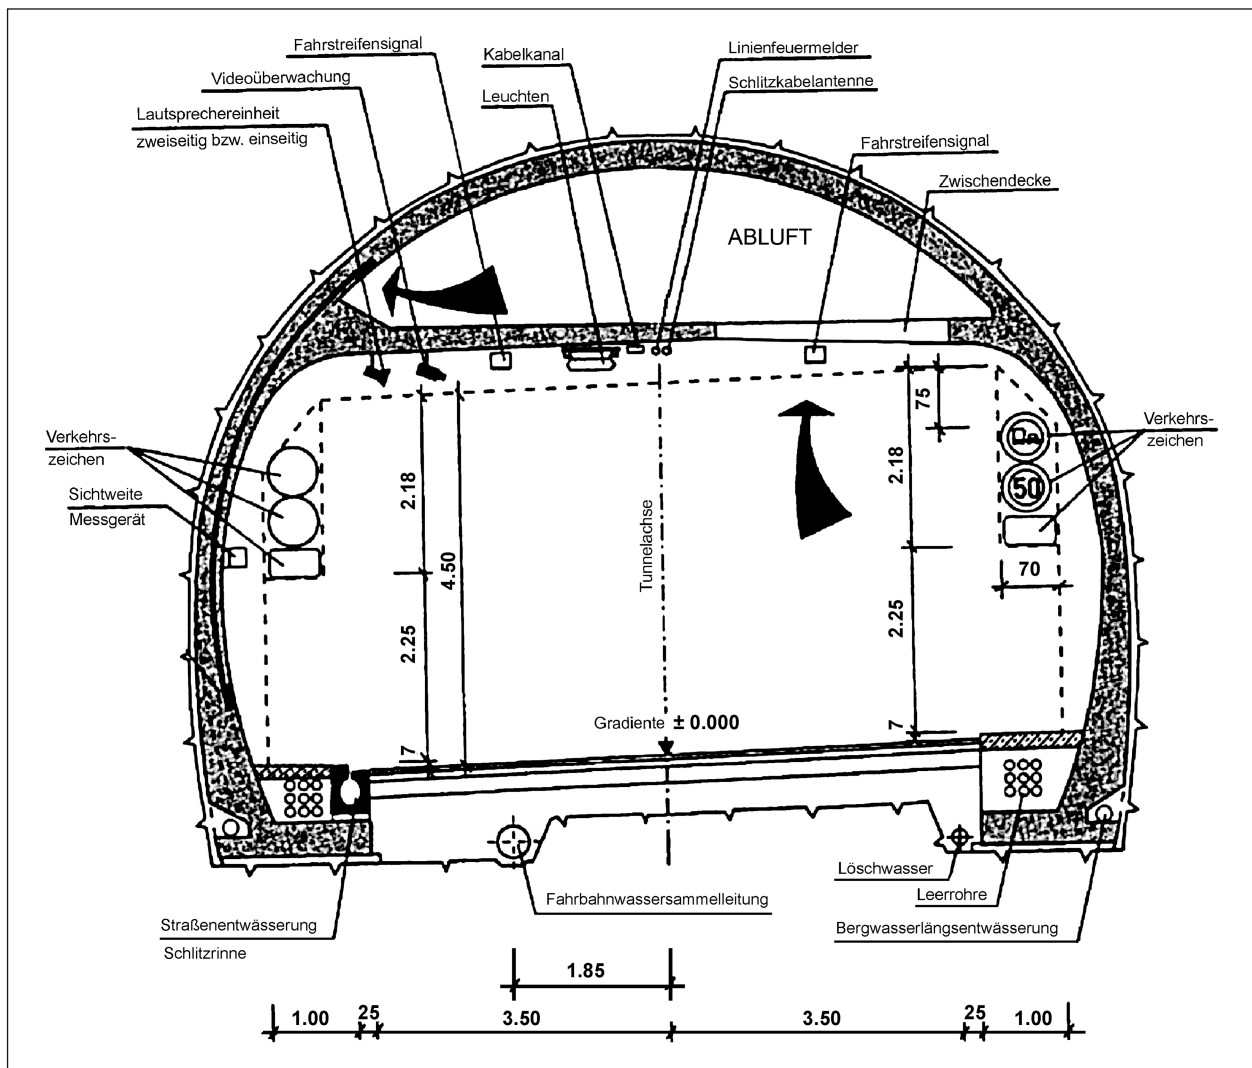 Fahrstreifensignal
Kabelkanal
Linienfeuermelder
Videoüberwachung
Leuchten
Schlitzkabelantenne
Lautsprechereinheit
zweiseitig bzw. einseitig
Fahrstreifensignal
Zwischendecke
ABLUFT
75
Verkehrs-
zeichen
Verkehrs-
zeichen
2.18
2.18
50
Sichtweite
Messgerät
4.50
Tunnelachse
70
2.25
2.25
Gradiente ± 0.000
7
7
Löschwasser
Leerrohre
Fahrbahnwassersammelleitung
Straßenentwässerung
Schlitzrinne
Bergwasserlängsentwässerung
1.85
1.00
25
3.50
3.50
25
1.00